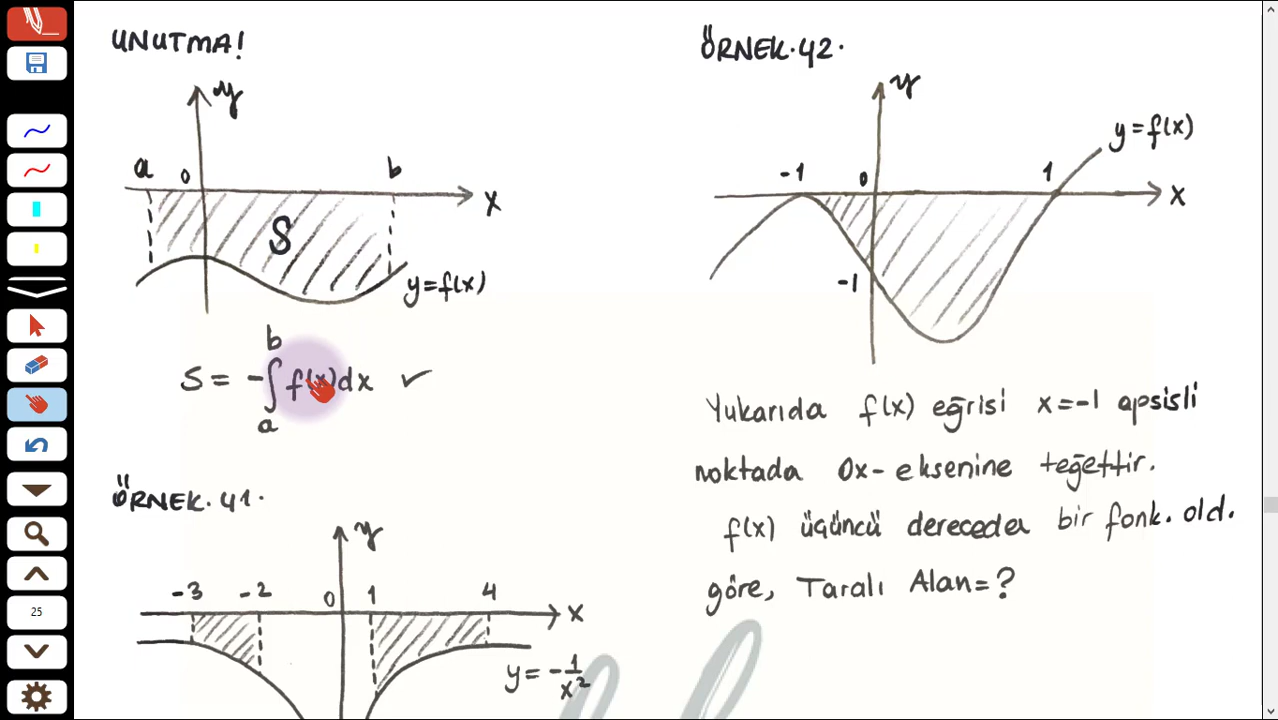 UNUTMA!
y
a
0
b
x
S
y=f(x)
b
S = -∫f(x)dx ✓
a
ÖRNEK.41.
y
-3
-2
0
1
4
x
y = -1/x²
25
ÖRNEK.42.
y
y=f(x)
-1
0
1
x
-1
Yukarıda f(x) eğrisi x=-1 apsisli
noktada 0x-eksenine teğettir.
f(x) üçüncü dereceden bir fonk. old.
göre, Taralı Alan=?